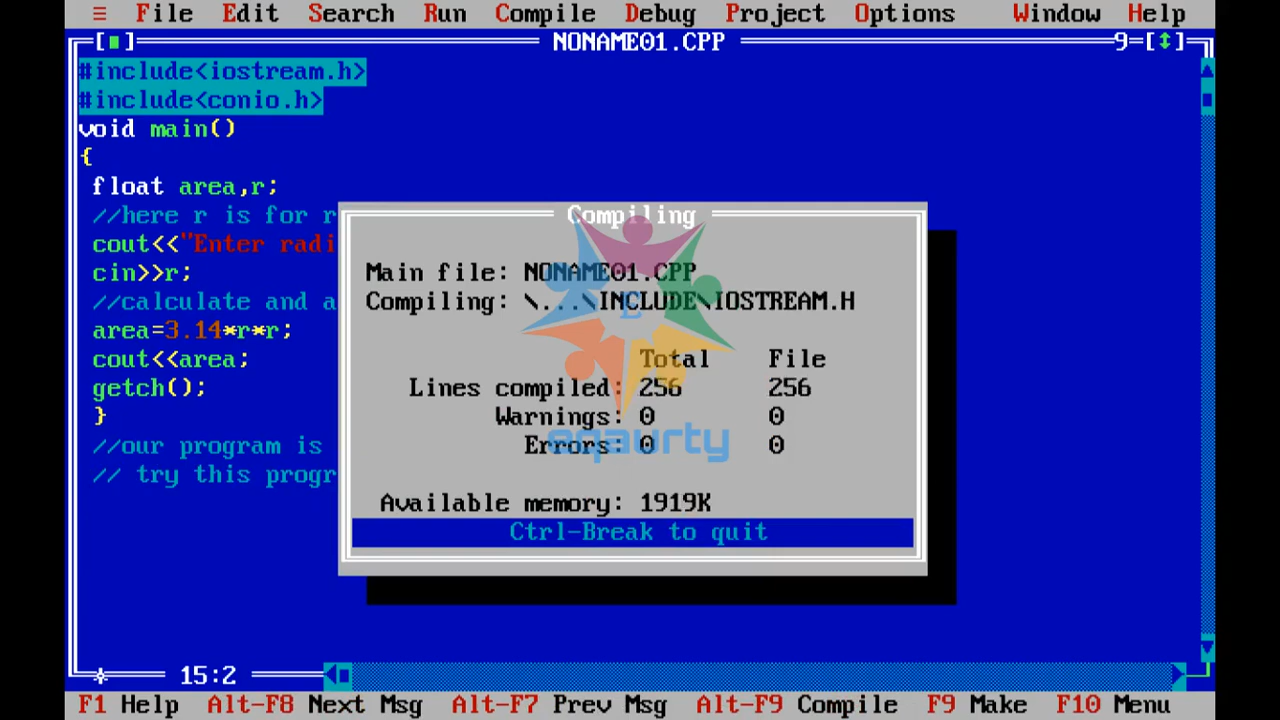 ≡ File Edit Search Run Compile Debug Project Options Window Help
[■] NONAME01.CPP 9=[↕]
#include<iostream.h>
#include<conio.h>
void main()
{
float area,r;
//here r is for r
cout<<"Enter radi
cin>>r;
//calculate and a
area=3.14*r*r;
cout<<area;
getch();
}
//our program is
// try this progr
Compiling
Main file: NONAME01.CPP
Compiling: \...\INCLUDE\IOSTREAM.H
Total File
Lines compiled: 256 256
Warnings: 0 0
Errors: 0 0
Available memory: 1919K
Ctrl-Break to quit
E
eqaurty
15:2
F1 Help Alt-F8 Next Msg Alt-F7 Prev Msg Alt-F9 Compile F9 Make F10 Menu